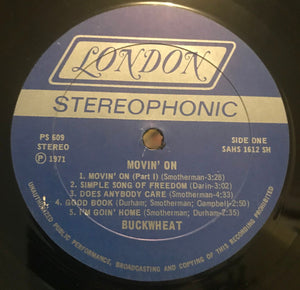 LONDON
STEREOPHONIC
PS 609
STEREO
Ⓟ 1971
SIDE ONE
SAHS 1612 SH
MOVIN' ON
1. MOVIN' ON (Part I) (Smotherman-3:28)
2. SIMPLE SONG OF FREEDOM (Darin-3:02)
3. DOES ANYBODY CARE (Smotherman-4:33)
4. GOOD BOOK (Durham; Smotherman; Campbell-2:50)
5. I'M GOIN' HOME (Smotherman; Durham-7:35)
BUCKWHEAT
UNAUTHORIZED PUBLIC PERFORMANCE, BROADCASTING AND COPYING OF THIS RECORDING PROHIBITED